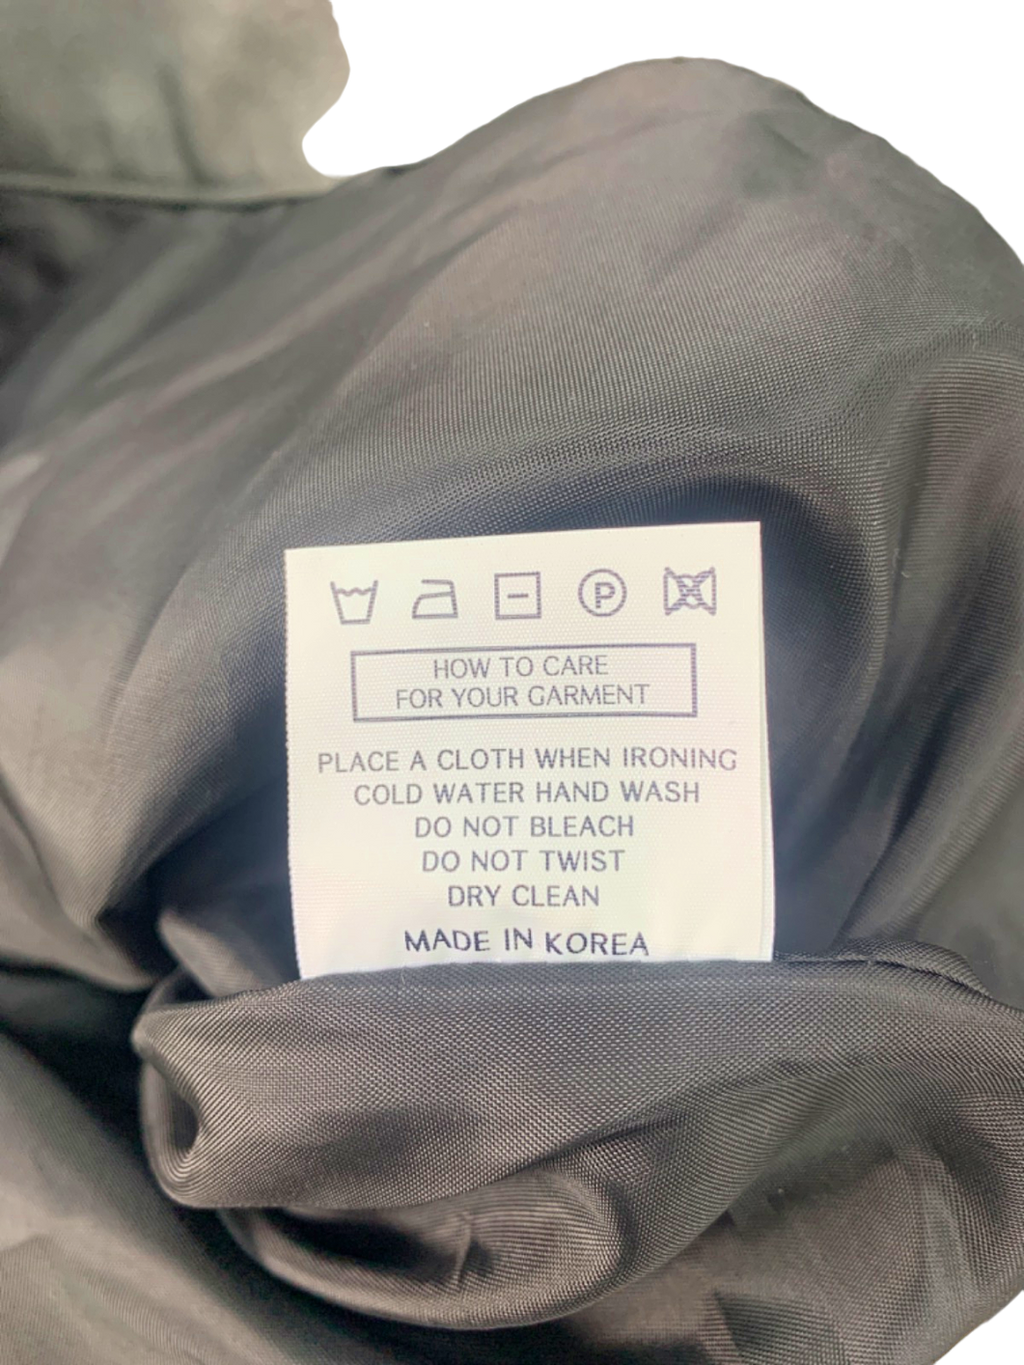 P
HOW TO CARE
FOR YOUR GARMENT
PLACE A CLOTH WHEN IRONING
COLD WATER HAND WASH
DO NOT BLEACH
DO NOT TWIST
DRY CLEAN
MADE IN KOREA